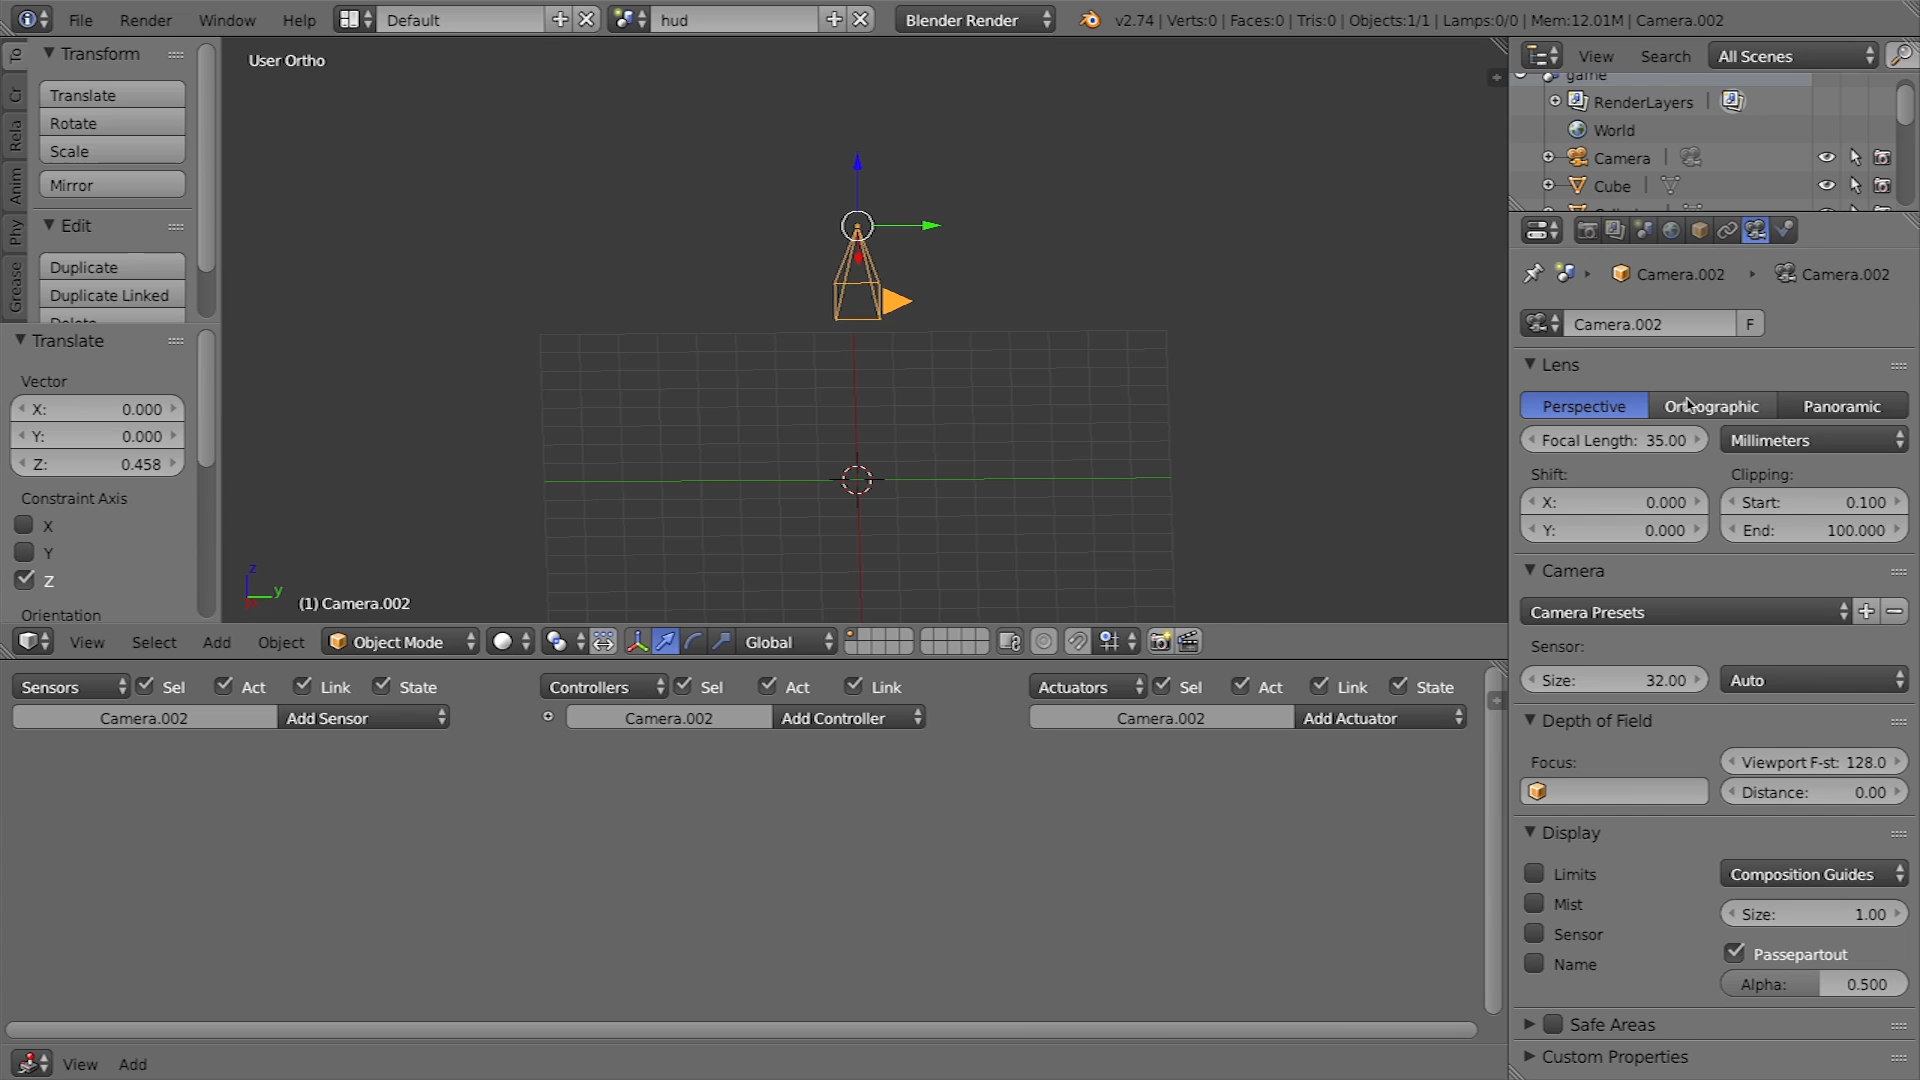 File Render Window Help Default hud Blender Render v2.74 | Verts:0 | Faces:0 | Tris:0 | Objects:1/1 | Lamps:0/0 | Mem:12.01M | Camera.002
To
Cr
Rela
Anim
Phy
Grease
Transform
Translate
Rotate
Scale
Mirror
Edit
Duplicate
Duplicate Linked
Translate
Vector
X: 0.000
Y: 0.000
Z: 0.458
Constraint Axis
X
Y
Z
Orientation
User Ortho
z
y
(1) Camera.002
View Select Add Object Object Mode Global
Sensors Sel Act Link State
Camera.002 Add Sensor
Controllers Sel Act Link
Camera.002 Add Controller
Actuators Sel Act Link State
Camera.002 Add Actuator
View Add
View Search All Scenes
game
RenderLayers
World
Camera
Cube
Camera.002 Camera.002
Camera.002 F
Lens
Perspective Orthographic Panoramic
Focal Length: 35.00 Millimeters
Shift: Clipping:
X: 0.000 Start: 0.100
Y: 0.000 End: 100.000
Camera
Camera Presets
Sensor:
Size: 32.00 Auto
Depth of Field
Focus: Viewport F-st: 128.0
Distance: 0.00
Display
Limits Composition Guides
Mist Size: 1.00
Sensor
Passepartout
Name
Alpha: 0.500
Safe Areas
Custom Properties